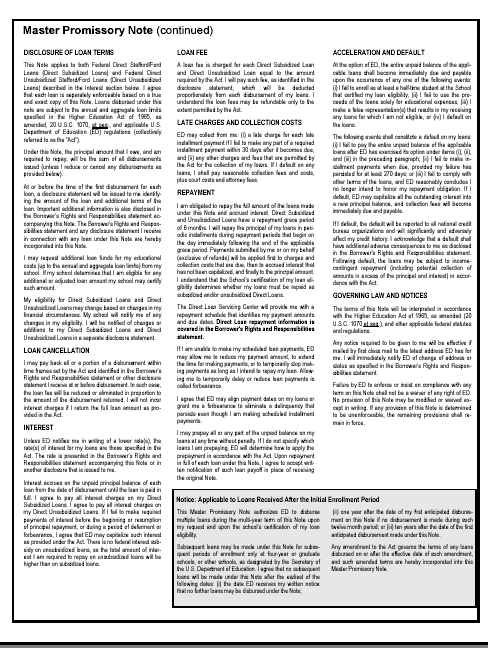 Master Promissory Note (continued)
DISCLOSURE OF LOAN TERMS
This Note applies to both Federal Direct Stafford/Ford
Loans (Direct Subsidized Loans) and Federal Direct
Unsubsidized Stafford/Ford Loans (Direct Unsubsidized
Loans) described in the Interest section below. I agree
that each loan is separately enforceable based on a true
and exact copy of this Note. Loans disbursed under this
note are subject to the annual and aggregate loan limits
specified in the Higher Education Act of 1965, as
amended, 20 U.S.C. 1070 et seq., and applicable U.S.
Department of Education (ED) regulations (collectively
referred to as the "Act").
Under this Note, the principal amount that I owe, and am
required to repay, will be the sum of all disbursements
issued (unless I reduce or cancel any disbursements as
provided below).
At or before the time of the first disbursement for each
loan, a disclosure statement will be issued to me identify-
ing the amount of the loan and additional terms of the
loan. Important additional information is also disclosed in
the Borrower's Rights and Responsibilities statement ac-
companying this Note. The Borrower's Rights and Respon-
sibilities statement and any disclosure statement I receive
in connection with any loan under this Note are hereby
incorporated into this Note.
I may request additional loan funds for my educational
costs (up to the annual and aggregate loan limits) from my
school. If my school determines that I am eligible for any
additional or adjusted loan amount my school may certify
such amount.
My eligibility for Direct Subsidized and Direct
Unsubsidized Loans may change based on changes in my
financial circumstances. My school will notify me of any
changes in my eligibility. I will be notified of changes or
additions to my Direct Subsidized and Direct
Unsubsidized Loans in a separate disclosure statement.
LOAN CANCELLATION
I may pay back all or a portion of a disbursement within
time frames set by the Act and identified in the Borrower's
Rights and Responsibilities statement or other disclosure
statement I receive at or before disbursement. In such case,
the loan fee will be reduced or eliminated in proportion to
the amount of the disbursement returned. I will not incur
interest charges if I return the full loan amount as pro-
vided in the Act.
INTEREST
Unless ED notifies me in writing of a lower rate(s), the
rate(s) of interest for my loans are those specified in the
Act. The rate is presented in the Borrower's Rights and
Responsibilities statement accompanying this Note or in
another disclosure that is issued to me.
Interest accrues on the unpaid principal balance of each
loan from the date of disbursement until the loan is paid in
full. I agree to pay all interest charges on my Direct
Subsidized Loans. I agree to pay all interest charges on
my Direct Unsubsidized Loans. If I fail to make required
payments of interest before the beginning or resumption
of principal repayment, or during a period of deferment or
forbearance, I agree that ED may capitalize such interest
as provided under the Act. There is no federal interest sub-
sidy on unsubsidized loans, so the total amount of inter-
est I am required to repay on unsubsidized loans will be
higher than on subsidized loans.
LOAN FEE
A loan fee is charged for each Direct Subsidized Loan
and Direct Unsubsidized Loan equal to the amount
required by the Act. I will pay such fee, as identified in the
disclosure statement, which will be deducted
proportionately from each disbursement of my loans. I
understand the loan fees may be refundable only to the
extent permitted by the Act.
LATE CHARGES AND COLLECTION COSTS
ED may collect from me: (i) a late charge for each late
installment payment if I fail to make any part of a required
installment payment within 30 days after it becomes due,
and (ii) any other charges and fees that are permitted by
the Act for the collection of my loans. If I default on any
loans, I shall pay reasonable collection fees and costs,
plus court costs and attorney fees.
REPAYMENT
I am obligated to repay the full amount of the loans made
under this Note and accrued interest. Direct Subsidized
and Direct Unsubsidized Loans have a repayment grace period
of 6 months. I will repay the principal of my loans in peri-
odic installments during repayment periods that begin on
the day immediately following the end of the applicable
grace period. Payments submitted by me or on my behalf
(exclusive of refunds) will be applied first to charges and
collection costs that are due, then to accrued interest that
has not been capitalized, and finally to the principal amount.
I understand that the School's certification of my loan el-
igibility determines whether my loans must be repaid as
subsidized and/or unsubsidized Direct Loans.
The Direct Loan Servicing Center will provide me with a
repayment schedule that identifies my payment amounts
and due dates. Direct Loan repayment information is
covered in the Borrower's Rights and Responsibilities
statement.
If I am unable to make my scheduled loan payments, ED
may allow me to reduce my payment amount, to extend
the time for making payments, or to temporarily stop mak-
ing payments as long as I intend to repay my loan. Allow-
ing me to temporarily delay or reduce loan payments is
called forbearance.
I agree that ED may align payment dates on my loans or
grant me a forbearance to eliminate a delinquency that
persists even though I am making scheduled installment
payments.
I may prepay all or any part of the unpaid balance on my
loans at any time without penalty. If I do not specify which
loans I am prepaying, ED will determine how to apply the
prepayment in accordance with the Act. Upon repayment
in full of each loan under this Note, I agree to accept writ-
ten notification of such loan payoff in place of receiving
the original Note.
ACCELERATION AND DEFAULT
At the option of ED, the entire unpaid balance of the appli-
cable loans shall become immediately due and payable
upon the occurrence of any one of the following events:
(i) I fail to enroll as at least a half-time student at the School
that certified my loan eligibility, (ii) I fail to use the pro-
ceeds of the loans solely for educational expenses, (iii) I
make a false representation(s) that results in my receiving
any loans for which I am not eligible, or (iv) I default on
the loans.
The following events shall constitute a default on my loans:
(i) I fail to pay the entire unpaid balance of the applicable
loans after ED has exercised its option under items (i), (ii),
and (iii) in the preceding paragraph; (ii) I fail to make in-
stallment payments when due, provided my failure has
persisted for at least 270 days; or (iii) I fail to comply with
other terms of the loans, and ED reasonably concludes I
no longer intend to honor my repayment obligation. If I
default, ED may capitalize all the outstanding interest into
a new principal balance, and collection fees will become
immediately due and payable.
If I default, the default will be reported to all national credit
bureau organizations and will significantly and adversely
affect my credit history. I acknowledge that a default shall
have additional adverse consequences to me as disclosed
in the Borrower's Rights and Responsibilities statement.
Following default, the loans may be subject to income-
contingent repayment (including potential collection of
amounts in excess of the principal and interest) in accor-
dance with the Act.
GOVERNING LAW AND NOTICES
The terms of this Note will be interpreted in accordance
with the Higher Education Act of 1965, as amended (20
U.S.C. 1070 et seq.), and other applicable federal statutes
and regulations.
Any notice required to be given to me will be effective if
mailed by first class mail to the latest address ED has for
me. I will immediately notify ED of change of address or
status as specified in the Borrower's Rights and Respon-
sibilities statement.
Failure by ED to enforce or insist on compliance with any
term on this Note shall not be a waiver of any right of ED.
No provision of this Note may be modified or waived ex-
cept in writing. If any provision of this Note is determined
to be unenforceable, the remaining provisions shall re-
main in force.
Notice: Applicable to Loans Received After the Initial Enrollment Period
This Master Promissory Note authorizes ED to disburse
multiple loans during the multi-year term of this Note upon
my request and upon the school's certification of my loan
eligibility.
Subsequent loans may be made under this Note for subse-
quent periods of enrollment only at four-year or graduate
schools, or other schools, as designated by the Secretary of
the U.S. Department of Education. I agree that no subsequent
loans will be made under this Note after the earliest of the
following dates: (i) the date ED receives my written notice
that no further loans may be disbursed under the Note;
(ii) one year after the date of my first anticipated disburse-
ment on this Note if no disbursement is made during such
twelve month period; or (iii) ten years after the date of the first
anticipated disbursement made under this Note.
Any amendment to the Act governs the terms of any loans
disbursed on or after the effective date of such amendment,
and such amended terms are hereby incorporated into this
Master Promissory Note.